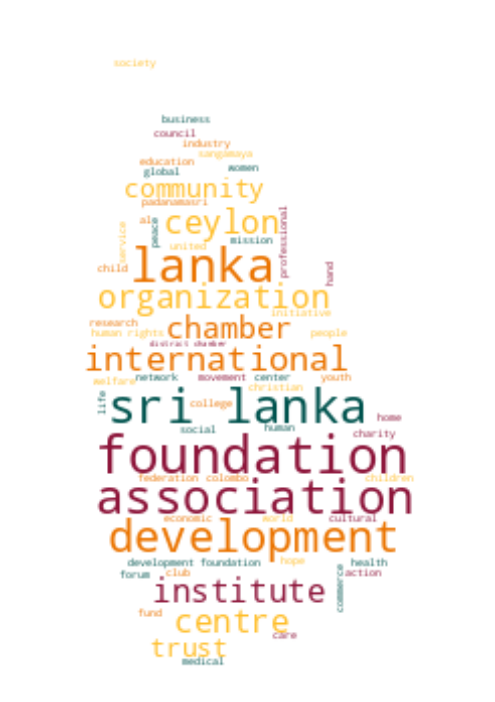 society
business
council
industry
sangamaya
education
women
global
community
padanamasri
professional
al
ceylon
service
peace
united
mission
lanka
child
hand
organization
initiative
research
chamber
human rights
people
district chamber
international
welfare
network
movement
center
youth
christian
life
sri lanka
college
home
social
human
charity
foundation
federation
colombo
children
association
economic
world
cultural
development
development foundation
hope
health
forum
club
action
commerce
institute
fund
centre
care
trust
medical